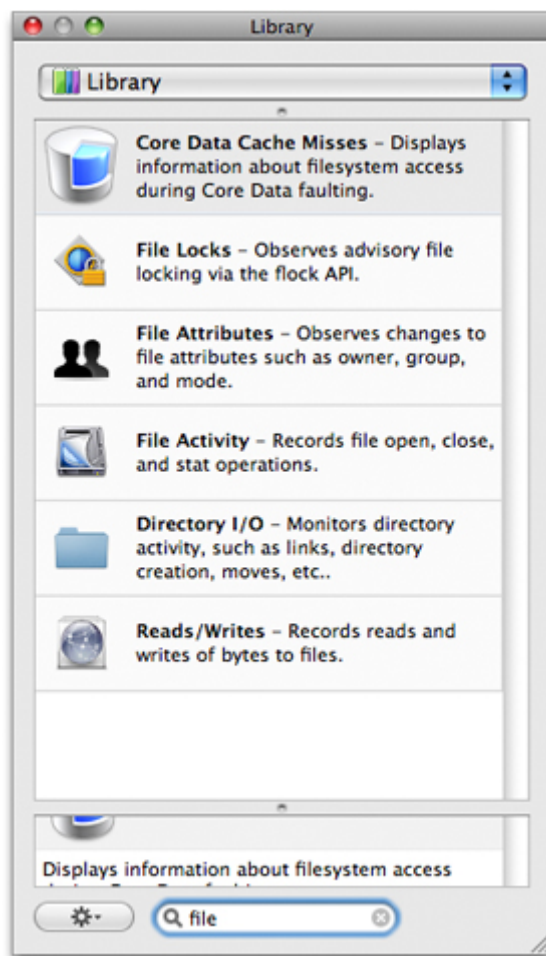 Library
Library
Core Data Cache Misses – Displays
information about filesystem access
during Core Data faulting.
File Locks – Observes advisory file
locking via the flock API.
File Attributes – Observes changes to
file attributes such as owner, group,
and mode.
File Activity – Records file open, close,
and stat operations.
Directory I/O – Monitors directory
activity, such as links, directory
creation, moves, etc..
Reads/Writes – Records reads and
writes of bytes to files.
Displays information about filesystem access
file